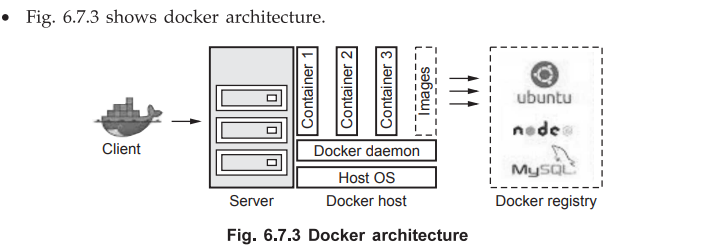 • Fig. 6.7.3 shows docker architecture.
Container 1
Container 2
Container 3
Images
ubuntu
node
MySQL
Client
Docker daemon
Host OS
Server
Docker host
Docker registry
Fig. 6.7.3 Docker architecture